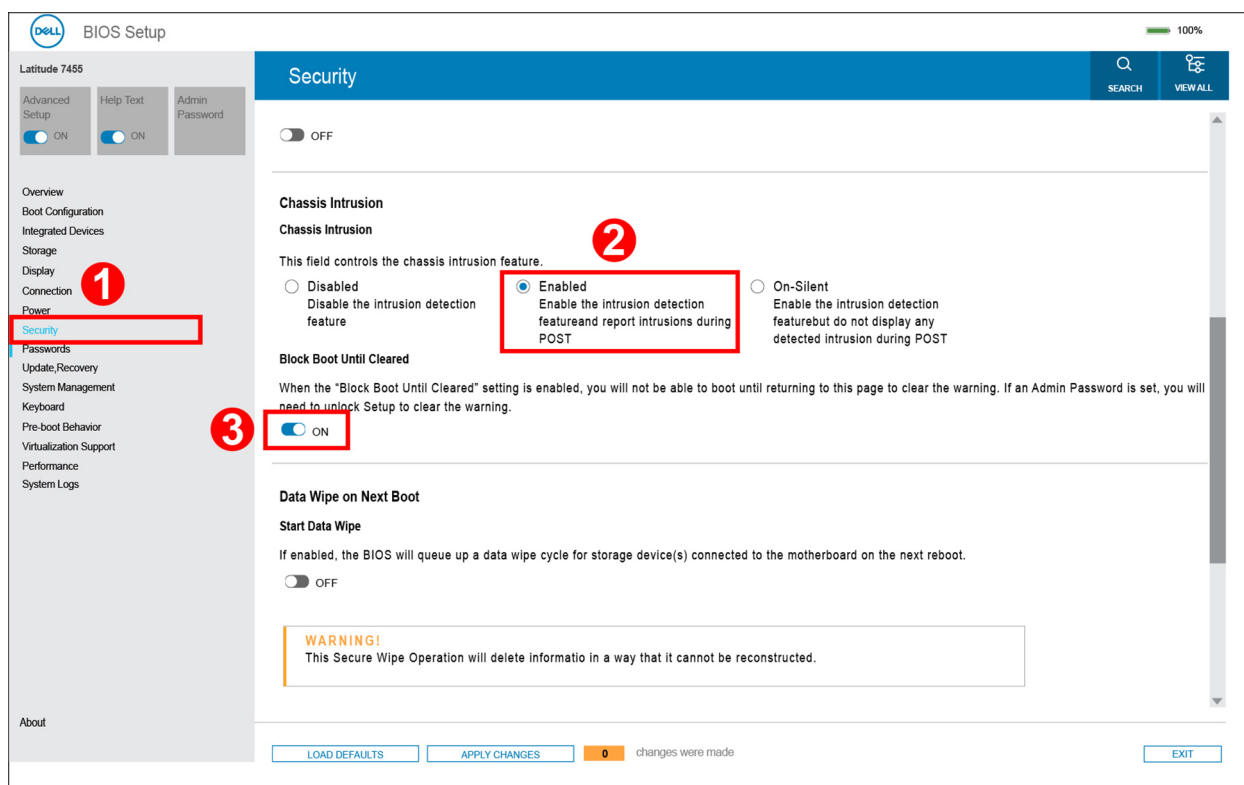 DELL BIOS Setup
100%
Latitude 7455
Advanced Setup
ON
Help Text
ON
Admin Password
Security
SEARCH
VIEW ALL
Overview
Boot Configuration
Integrated Devices
Storage
Display
Connection
Power
Security
Passwords
Update,Recovery
System Management
Keyboard
Pre-boot Behavior
Virtualization Support
Performance
System Logs
About
1
OFF
Chassis Intrusion
Chassis Intrusion
2
This field controls the chassis intrusion feature.
Disabled
Disable the intrusion detection
feature
Enabled
Enable the intrusion detection
featureand report intrusions during
POST
On-Silent
Enable the intrusion detection
featurebut do not display any
detected intrusion during POST
Block Boot Until Cleared
When the “Block Boot Until Cleared” setting is enabled, you will not be able to boot until returning to this page to clear the warning. If an Admin Password is set, you will
need to unlock Setup to clear the warning.
3
ON
Data Wipe on Next Boot
Start Data Wipe
If enabled, the BIOS will queue up a data wipe cycle for storage device(s) connected to the motherboard on the next reboot.
OFF
WARNING!
This Secure Wipe Operation will delete informatio in a way that it cannot be reconstructed.
LOAD DEFAULTS
APPLY CHANGES
0 changes were made
EXIT